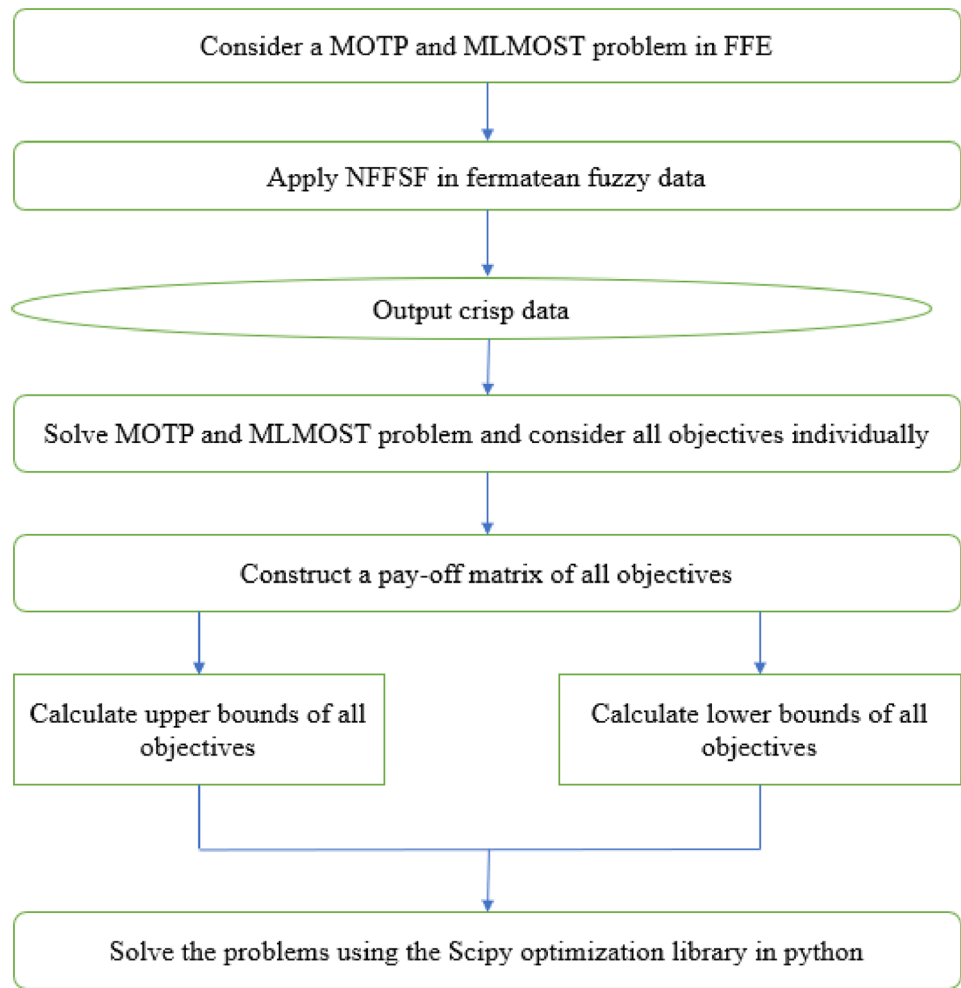 Consider a MOTP and MLMOST problem in FFE
Apply NFFSF in fermatean fuzzy data
Output crisp data
Solve MOTP and MLMOST problem and consider all objectives individually
Construct a pay-off matrix of all objectives
Calculate upper bounds of all
objectives
Calculate lower bounds of all
objectives
Solve the problems using the Scipy optimization library in python